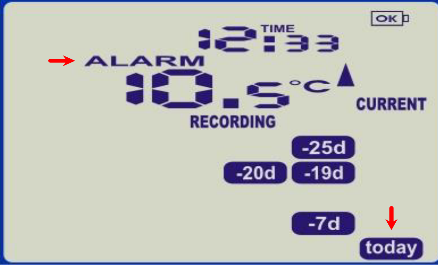 OK
TIME
12:33
ALARM
10.5°C
CURRENT
RECORDING
-25d
-20d -19d
-7d
today